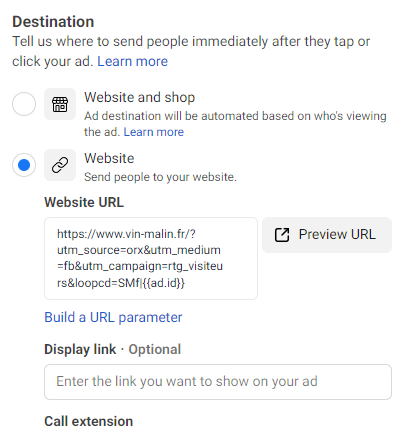 Destination
Tell us where to send people immediately after they tap or
click your ad. Learn more
Website and shop
Ad destination will be automated based on who's viewing
the ad. Learn more
Website
Send people to your website.
Website URL
https://www.vin-malin.fr/?
utm_source=orx&utm_medium
=fb&utm_campaign=rtg_visiteu
rs&loopcd=SMf|{{ad.id}}
Preview URL
Build a URL parameter
Display link · Optional
Enter the link you want to show on your ad
Call extension